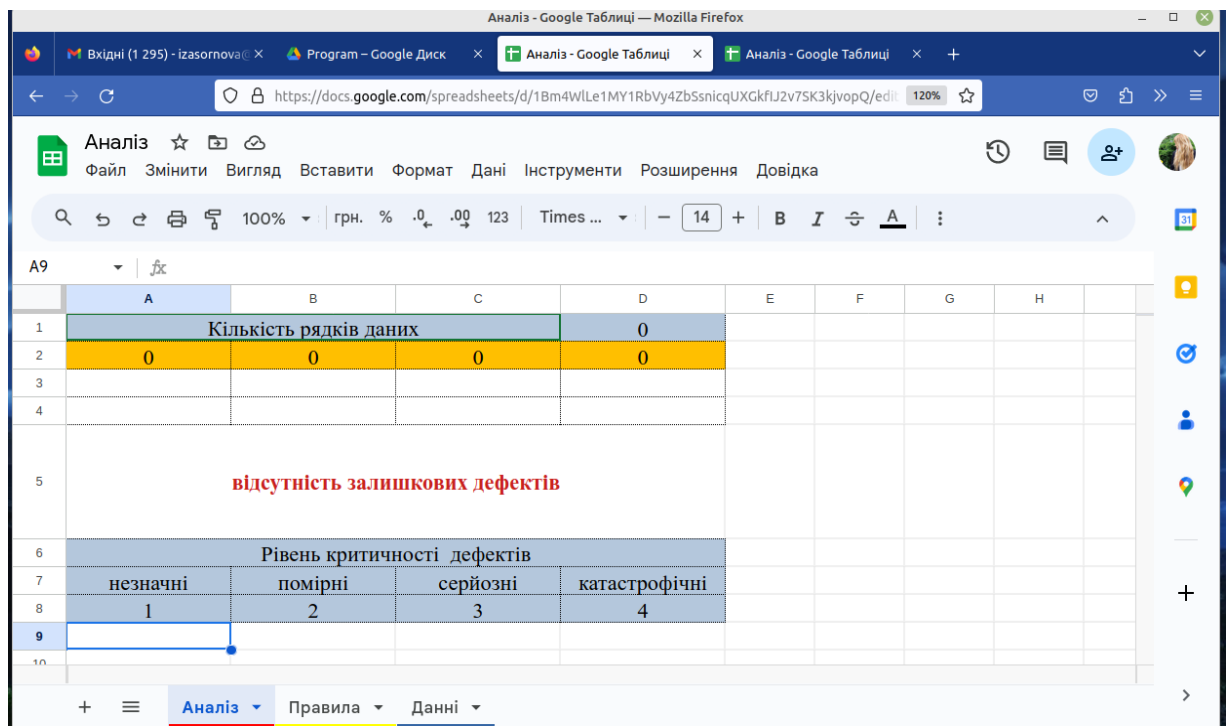 Аналіз - Google Таблиці — Mozilla Firefox
Вхідні (1 295) - izasornova@ Program – Google Диск Аналіз - Google Таблиці Аналіз - Google Таблиці
https://docs.google.com/spreadsheets/d/1Bm4WlLe1MY1RbVy4ZbSsnicqUXGkfIJ2v7SK3kjvopQ/edi 120%
Аналіз
Файл Змінити Вигляд Вставити Формат Дані Інструменти Розширення Довідка
100% грн. % .0 .00 123 Times ... − 14 + B I A
31
A9 fx
A B C D E F G H
1 Кількість рядків даних 0
2 0 0 0 0
3
4
5 відсутність залишкових дефектів
6 Рівень критичності дефектів
7 незначні помірні серйозні катастрофічні
8 1 2 3 4
9
10
+ Аналіз Правила Данні